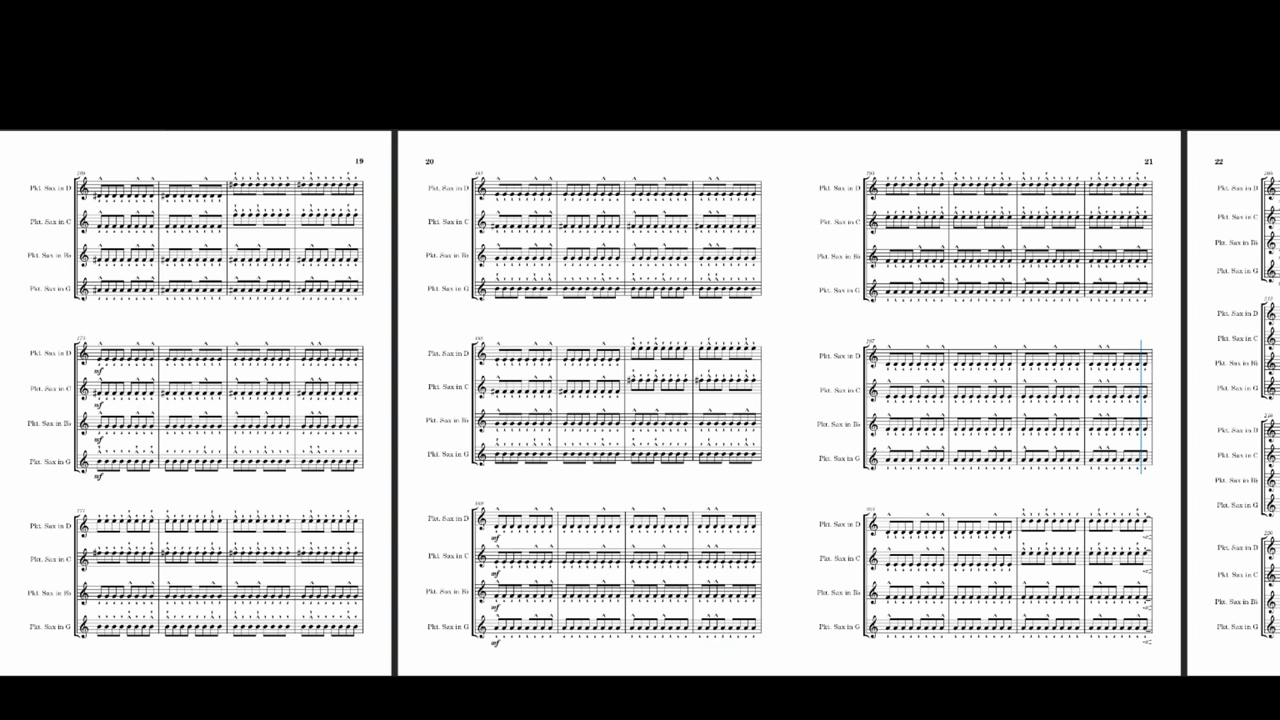 19
Pkt. Sax in D
Pkt. Sax in C
Pkt. Sax in B♭
Pkt. Sax in G
Pkt. Sax in D
mf
Pkt. Sax in C
mf
Pkt. Sax in B♭
mf
Pkt. Sax in G
mf
Pkt. Sax in D
Pkt. Sax in C
Pkt. Sax in B♭
Pkt. Sax in G
20
Pkt. Sax in D
Pkt. Sax in C
Pkt. Sax in B♭
Pkt. Sax in G
Pkt. Sax in D
Pkt. Sax in C
Pkt. Sax in B♭
Pkt. Sax in G
Pkt. Sax in D
mf
Pkt. Sax in C
mf
Pkt. Sax in B♭
mf
Pkt. Sax in G
mf
21
Pkt. Sax in D
Pkt. Sax in C
Pkt. Sax in B♭
Pkt. Sax in G
197
Pkt. Sax in D
Pkt. Sax in C
Pkt. Sax in B♭
Pkt. Sax in G
Pkt. Sax in D
Pkt. Sax in C
Pkt. Sax in B♭
Pkt. Sax in G
22
Pkt. Sax in D
Pkt. Sax in C
Pkt. Sax in B♭
Pkt. Sax in G
Pkt. Sax in D
Pkt. Sax in C
Pkt. Sax in B♭
Pkt. Sax in G
Pkt. Sax in D
Pkt. Sax in C
Pkt. Sax in B♭
Pkt. Sax in G
Pkt. Sax in D
Pkt. Sax in C
Pkt. Sax in B♭
Pkt. Sax in G